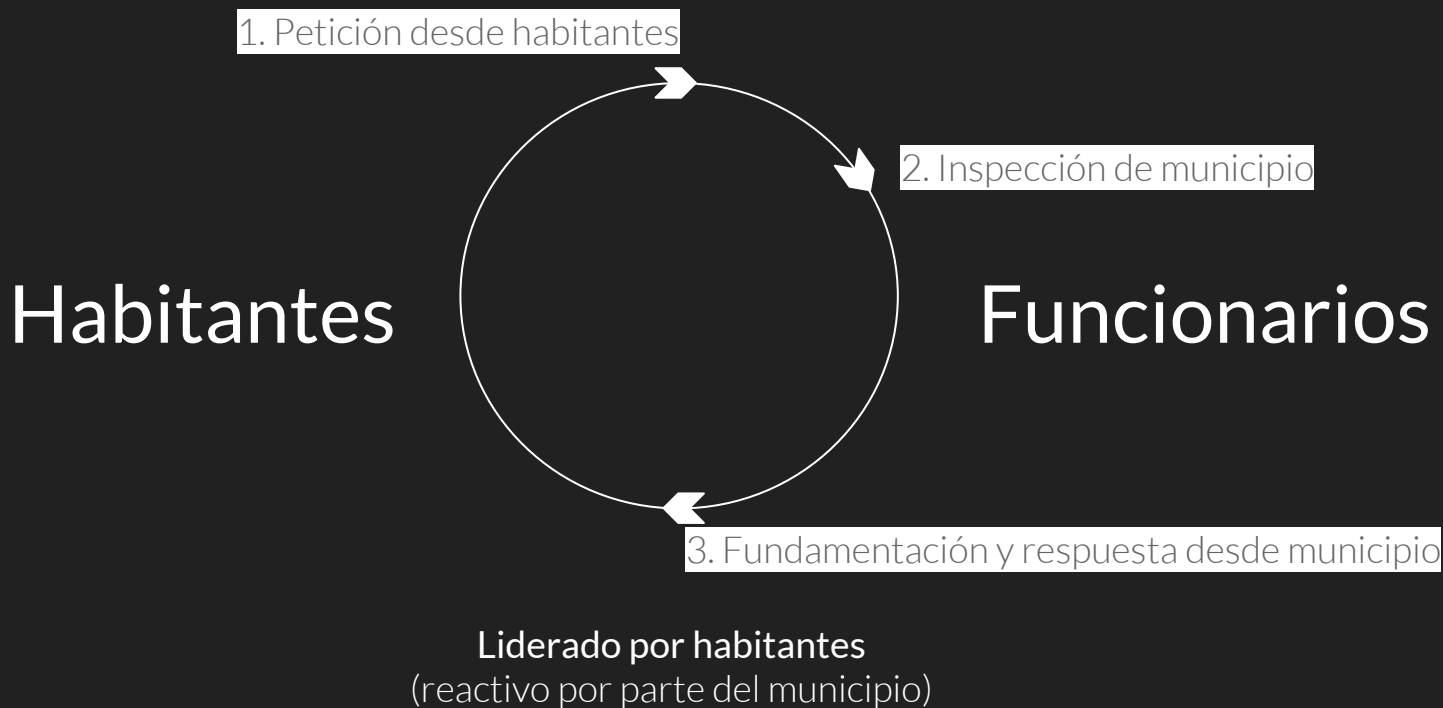 1. Petición desde habitantes
2. Inspección de municipio
Habitantes
Funcionarios
3. Fundamentación y respuesta desde municipio
Liderado por habitantes
(reactivo por parte del municipio)